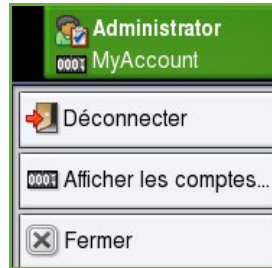 Administrator
0001 MyAccount
Déconnecter
0001 Afficher les comptes...
Fermer